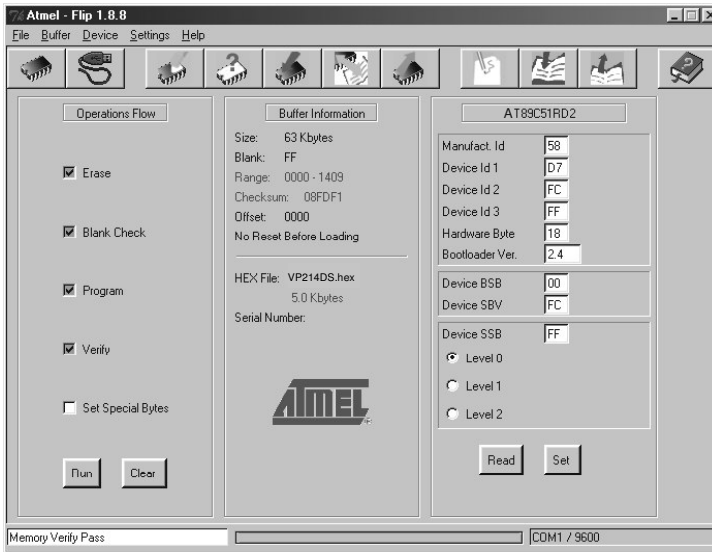 Atmel - Flip 1.8.8
File Buffer Device Settings Help
Operations Flow
Erase
Blank Check
Program
Verify
Set Special Bytes
Run Clear
Buffer Information
Size: 63 Kbytes
Blank: FF
Range: 0000 - 1409
Checksum: 08FDF1
Offset: 0000
No Reset Before Loading
HEX File: VP214DS.hex
5.0 Kbytes
Serial Number:
ATMEL
AT89C51RD2
Manufact. Id 58
Device Id 1 D7
Device Id 2 FC
Device Id 3 FF
Hardware Byte 18
Bootloader Ver. 2.4
Device BSB 00
Device SBV FC
Device SSB FF
Level 0
Level 1
Level 2
Read Set
Memory Verify Pass
COM1 / 9600